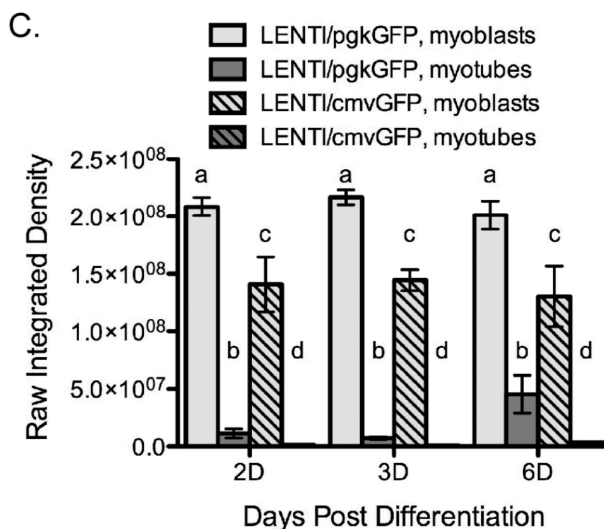 C.
LENTI/pgkGFP, myoblasts
LENTI/pgkGFP, myotubes
LENTI/cmvGFP, myoblasts
LENTI/cmvGFP, myotubes
Raw Integrated Density
2.5×10⁰⁸
2.0×10⁰⁸
1.5×10⁰⁸
1.0×10⁰⁸
5.0×10⁰⁷
0.0
a b c d
a b c d
a b c d
2D 3D 6D
Days Post Differentiation